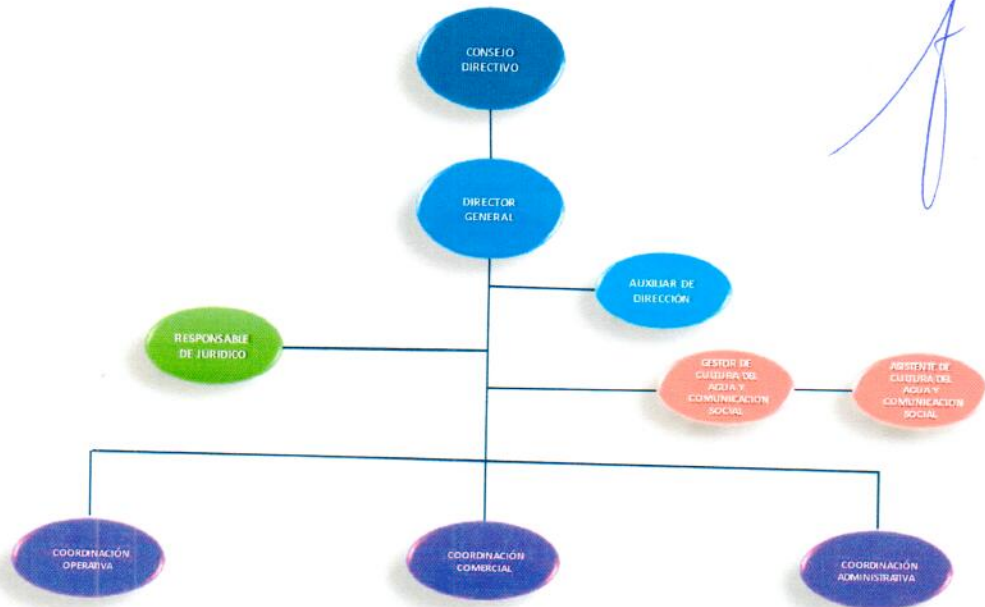 CONSEJO
DIRECTIVO
DIRECTOR
GENERAL
AUXILIAR DE
DIRECCIÓN
RESPONSABLE
DE JURIDICO
GESTOR DE
CULTURA DEL
AGUA Y
COMUNICACION
SOCIAL
ASISTENTE DE
CULTURA DEL
AGUA Y
COMUNICACION
SOCIAL
COORDINACIÓN
OPERATIVA
COORDINACIÓN
COMERCIAL
COORDINACIÓN
ADMINISTRATIVA